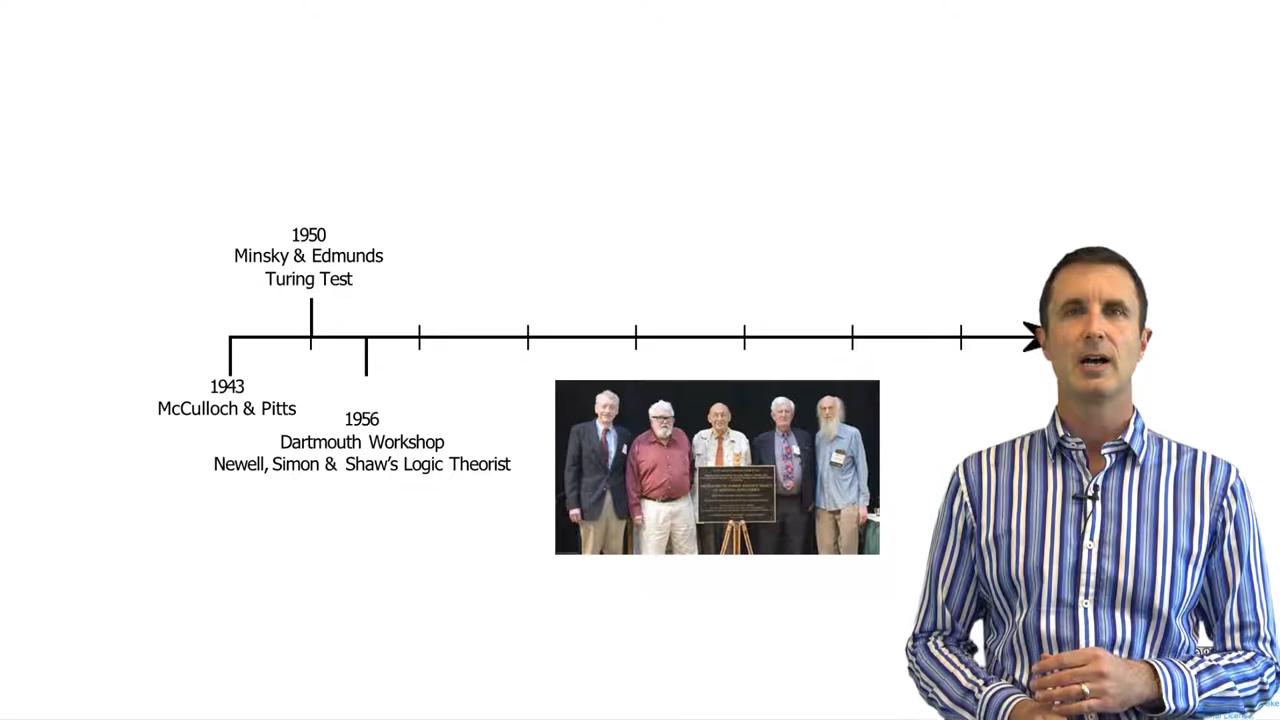 1950
Minsky & Edmunds
Turing Test
1943
McCulloch & Pitts
1956
Dartmouth Workshop
Newell, Simon & Shaw's Logic Theorist